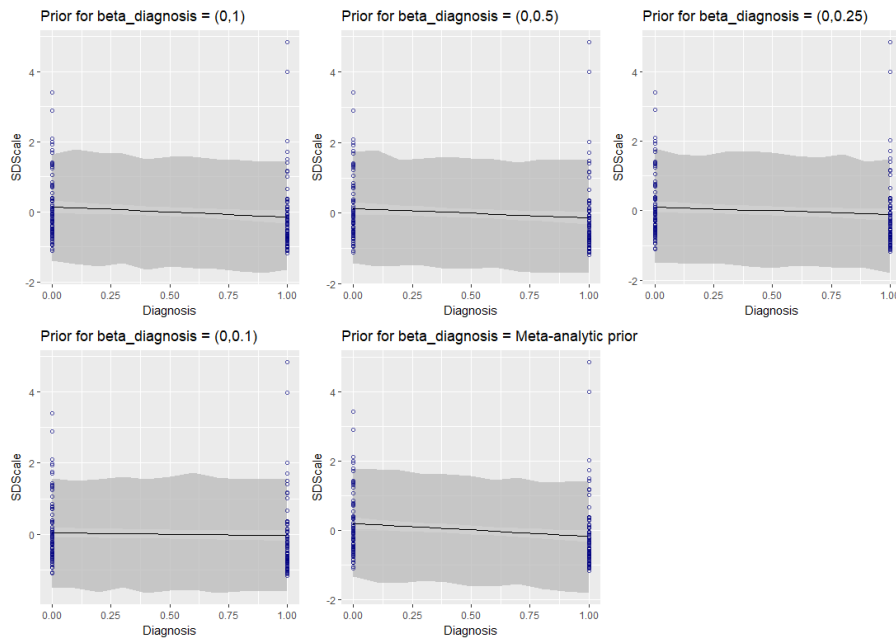 Prior for beta_diagnosis = (0,1)
SDScale
4
2
0
-2
0.00 0.25 0.50 0.75 1.00
Diagnosis
Prior for beta_diagnosis = (0,0.5)
SDScale
4
2
0
-2
0.00 0.25 0.50 0.75 1.00
Diagnosis
Prior for beta_diagnosis = (0,0.25)
SDScale
4
2
0
-2
0.00 0.25 0.50 0.75 1.00
Diagnosis
Prior for beta_diagnosis = (0,0.1)
SDScale
4
2
0
0.00 0.25 0.50 0.75 1.00
Diagnosis
Prior for beta_diagnosis = Meta-analytic prior
SDScale
4
2
0
-2
0.00 0.25 0.50 0.75 1.00
Diagnosis